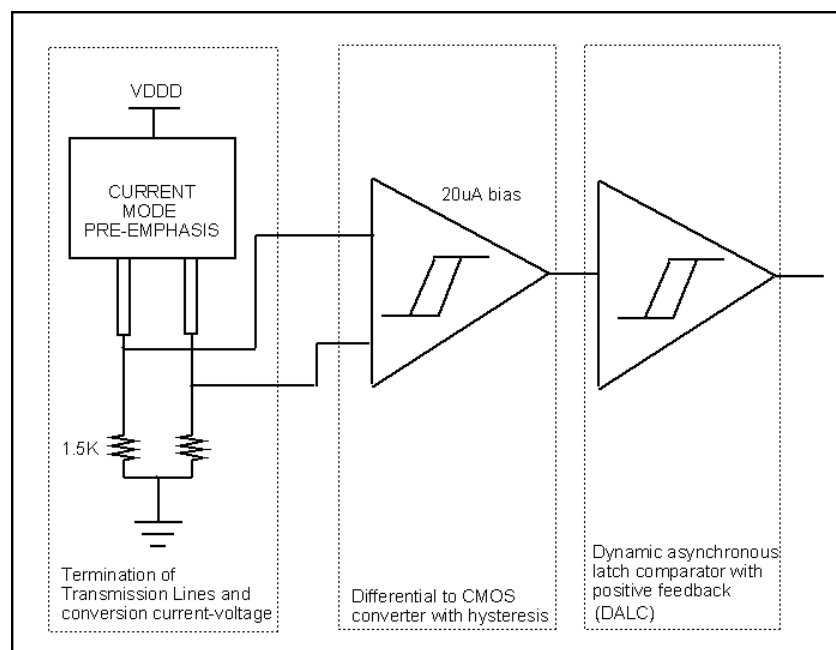 VDDD
CURRENT
MODE
PRE-EMPHASIS
1.5K
Termination of
Transmission Lines and
conversion current-voltage
20uA bias
Differential to CMOS
converter with hysteresis
Dynamic asynchronous
latch comparator with
positive feedback
(DALC)